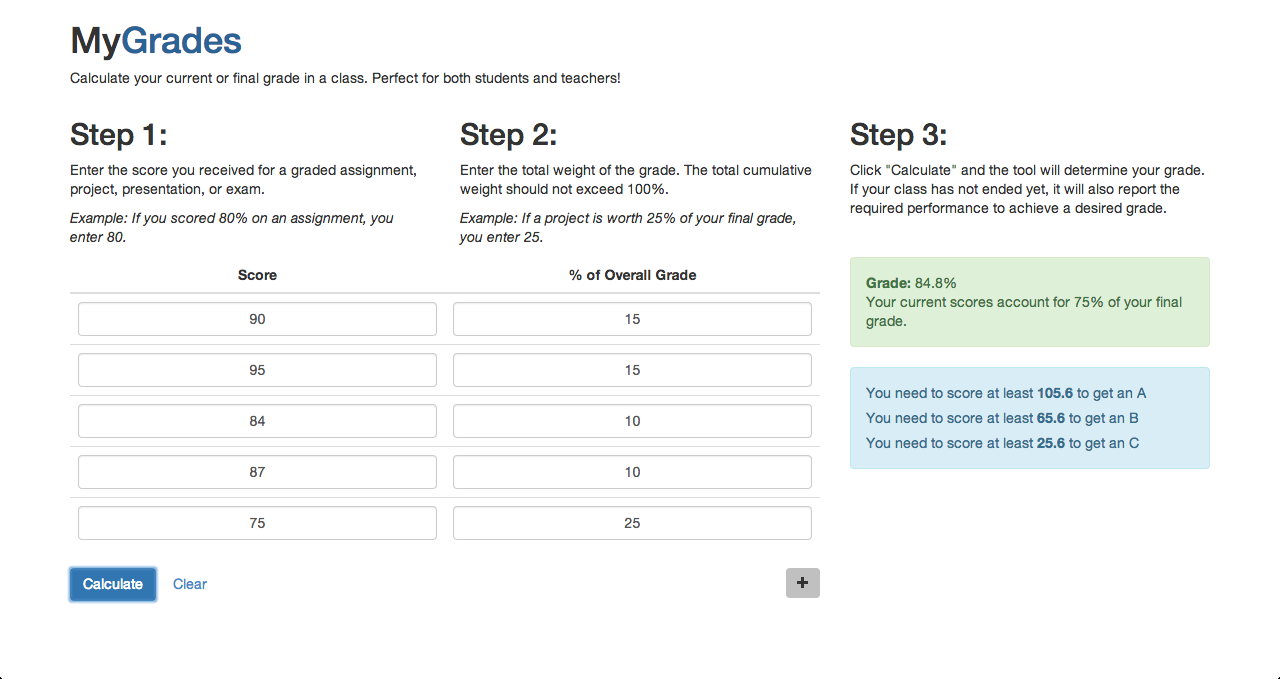 MyGrades
Calculate your current or final grade in a class. Perfect for both students and teachers!
Step 1:
Enter the score you received for a graded assignment,
project, presentation, or exam.
Example: If you scored 80% on an assignment, you
enter 80.
Step 2:
Enter the total weight of the grade. The total cumulative
weight should not exceed 100%.
Example: If a project is worth 25% of your final grade,
you enter 25.
Step 3:
Click "Calculate" and the tool will determine your grade.
If your class has not ended yet, it will also report the
required performance to achieve a desired grade.
Score % of Overall Grade
90 15
95 15
84 10
87 10
75 25
Calculate Clear +
Grade: 84.8%
Your current scores account for 75% of your final
grade.
You need to score at least 105.6 to get an A
You need to score at least 65.6 to get an B
You need to score at least 25.6 to get an C